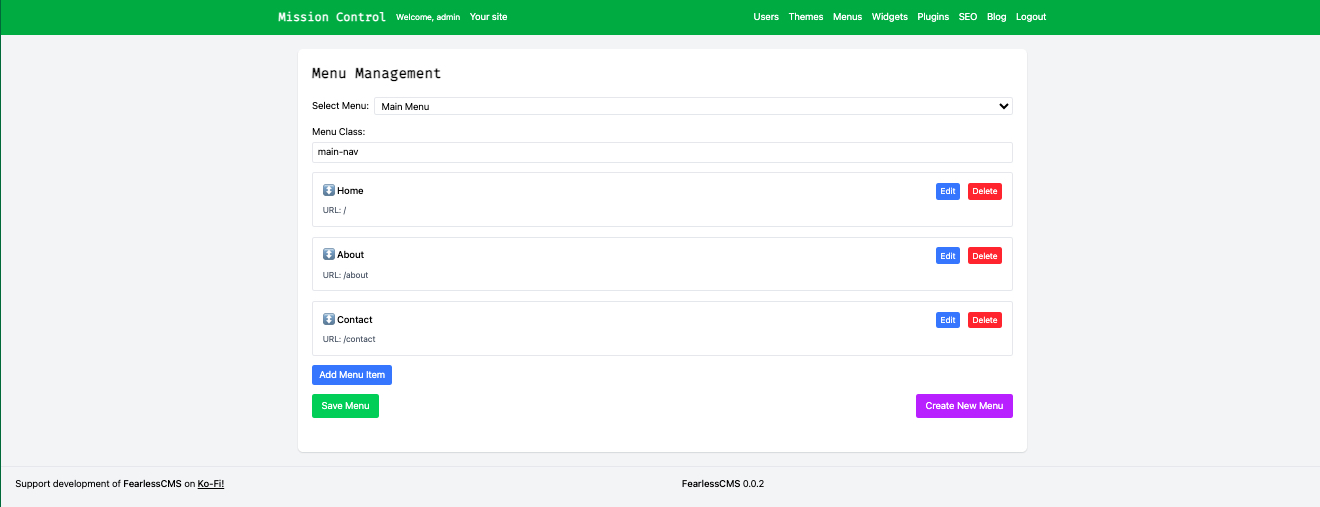 Mission Control Welcome, admin Your site Users Themes Menus Widgets Plugins SEO Blog Logout
Menu Management
Select Menu: Main Menu
Menu Class:
main-nav
Home Edit Delete
URL: /
About Edit Delete
URL: /about
Contact Edit Delete
URL: /contact
Add Menu Item
Save Menu Create New Menu
Support development of FearlessCMS on Ko-Fi! FearlessCMS 0.0.2